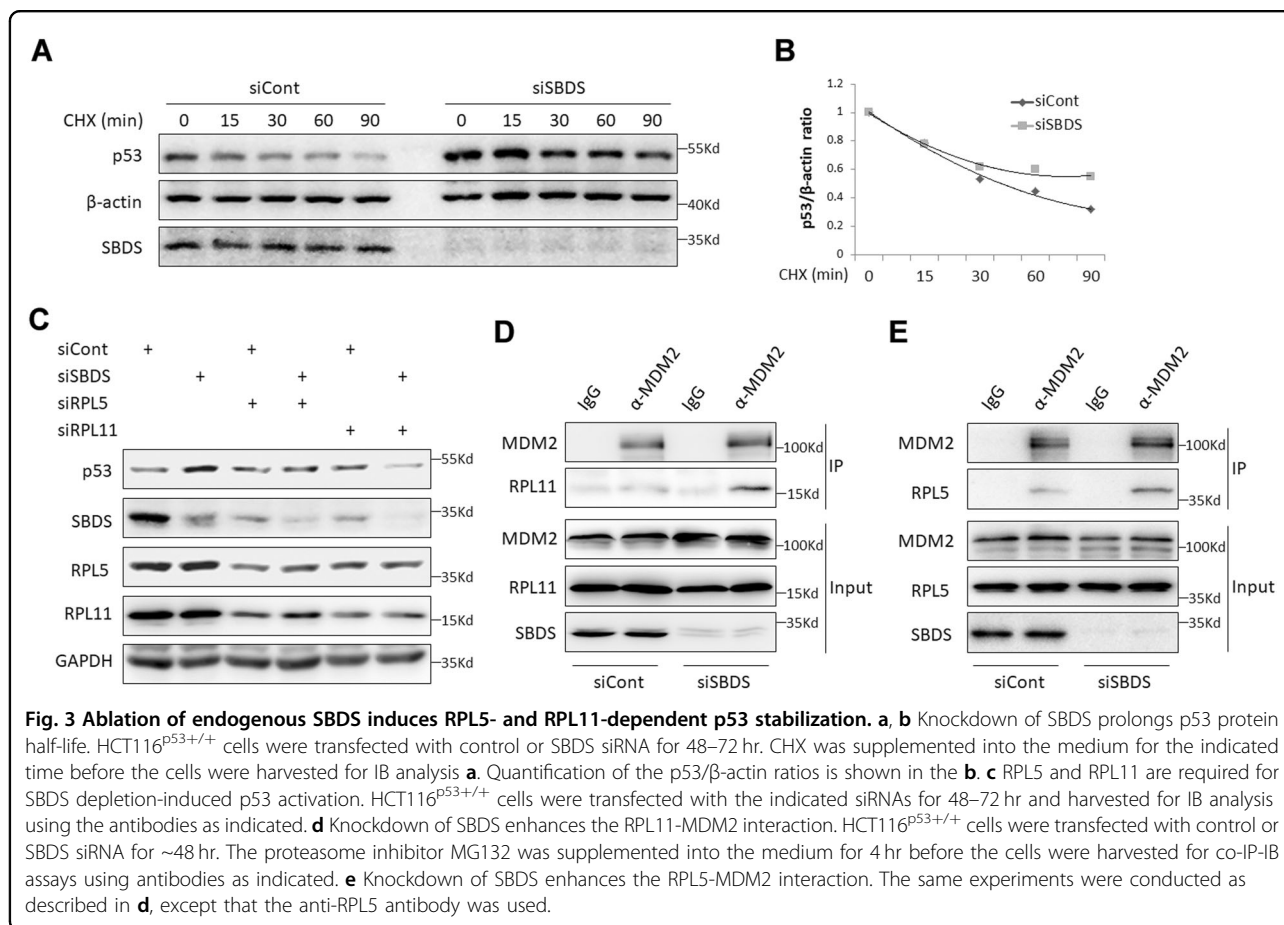 A
siCont siSBDS
CHX (min) 0 15 30 60 90 0 15 30 60 90
p53 55Kd
β-actin 40Kd
SBDS 35Kd
B
p53/β-actin ratio
1.2
1
0.8
0.6
0.4
0.2
0
siCont
siSBDS
CHX (min) 0 15 30 60 90
C
siCont + + +
siSBDS + + +
siRPL5 + +
siRPL11 + +
p53 55Kd
SBDS 35Kd
RPL5 35Kd
RPL11 15Kd
GAPDH 35Kd
D
IgG α-MDM2 IgG α-MDM2
MDM2 100Kd
RPL11 15Kd
IP
MDM2 100Kd
RPL11 15Kd
SBDS 35Kd
Input
siCont siSBDS
E
IgG α-MDM2 IgG α-MDM2
MDM2 100Kd
RPL5 35Kd
IP
MDM2 100Kd
RPL5 35Kd
SBDS 35Kd
Input
siCont siSBDS
Fig. 3 Ablation of endogenous SBDS induces RPL5- and RPL11-dependent p53 stabilization. a, b Knockdown of SBDS prolongs p53 protein
half-life. HCT116p53+/+ cells were transfected with control or SBDS siRNA for 48–72 hr. CHX was supplemented into the medium for the indicated
time before the cells were harvested for IB analysis a. Quantification of the p53/β-actin ratios is shown in the b. c RPL5 and RPL11 are required for
SBDS depletion-induced p53 activation. HCT116p53+/+ cells were transfected with the indicated siRNAs for 48–72 hr and harvested for IB analysis
using the antibodies as indicated. d Knockdown of SBDS enhances the RPL11-MDM2 interaction. HCT116p53+/+ cells were transfected with control or
SBDS siRNA for ~48 hr. The proteasome inhibitor MG132 was supplemented into the medium for 4 hr before the cells were harvested for co-IP-IB
assays using antibodies as indicated. e Knockdown of SBDS enhances the RPL5-MDM2 interaction. The same experiments were conducted as
described in d, except that the anti-RPL5 antibody was used.